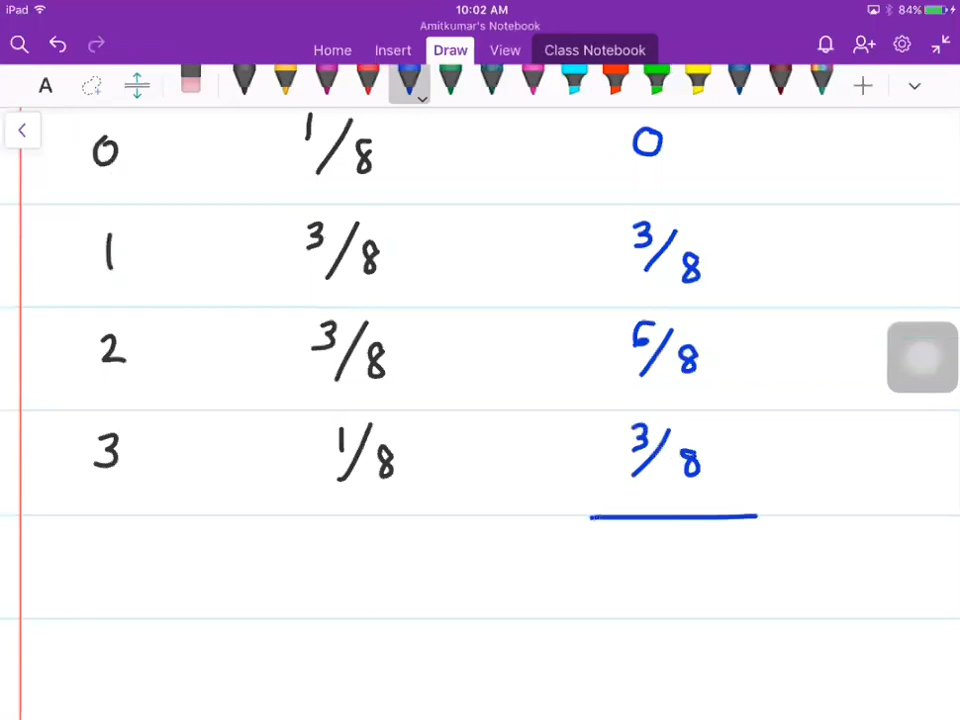 iPad 10:02 AM 84%
Amitkumar's Notebook
Home Insert Draw View Class Notebook
A
0 1/8 0
1 3/8 3/8
2 3/8 6/8
3 1/8 3/8